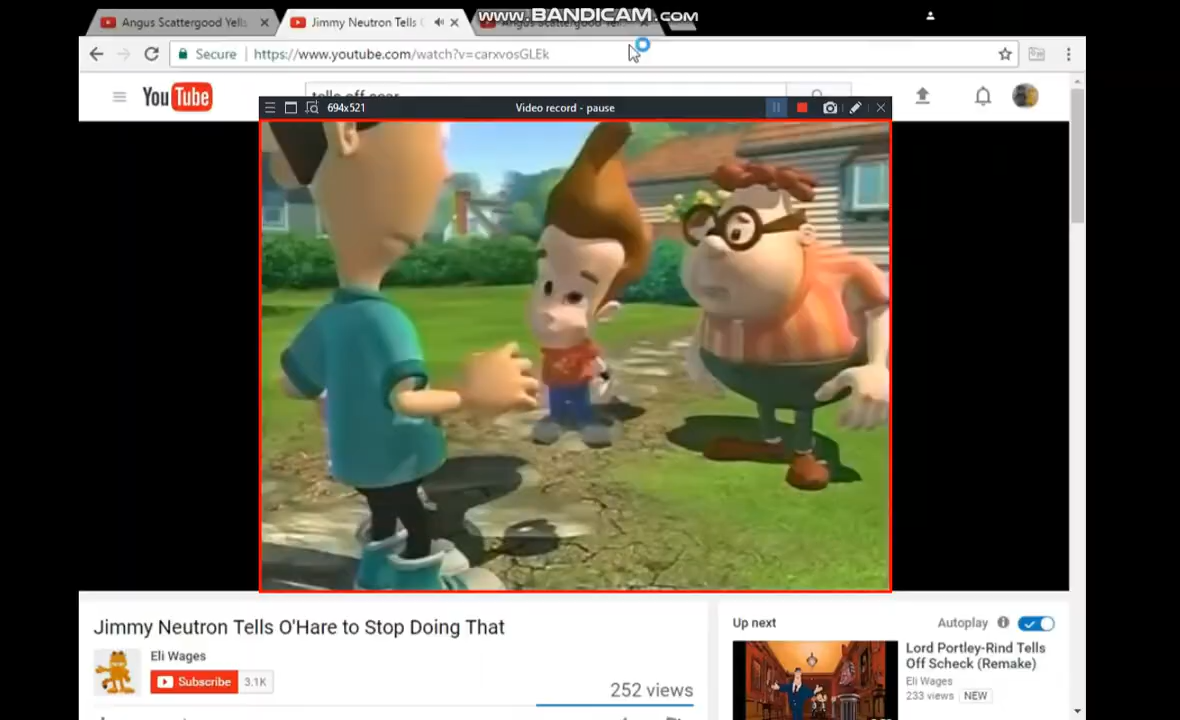 www.BANDICAM.com
Angus Scattergood Yells
Jimmy Neutron Tells
Secure https://www.youtube.com/watch?v=carxvosGLEk
YouTube
694x521
Video record - pause
Jimmy Neutron Tells O'Hare to Stop Doing That
Eli Wages
Subscribe 3.1K
252 views
Up next
Autoplay
Lord Portley-Rind Tells
Off Scheck (Remake)
Eli Wages
233 views NEW